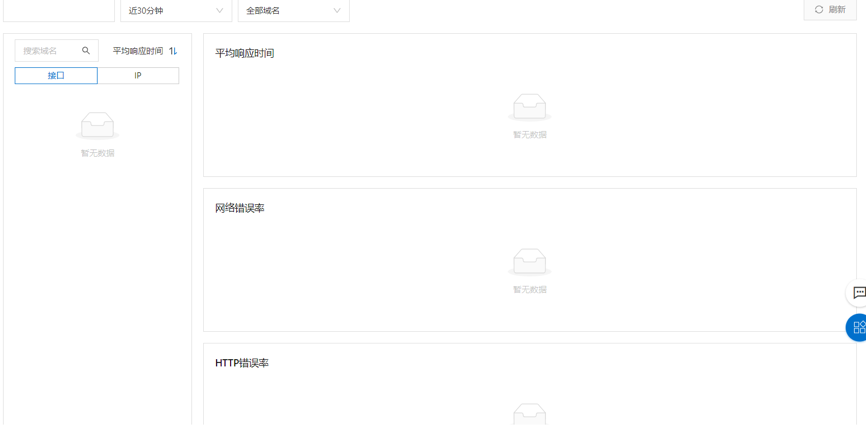 近30分钟
全部域名
刷新
搜索域名
平均响应时间
接口
IP
暂无数据
平均响应时间
暂无数据
网络错误率
暂无数据
HTTP错误率